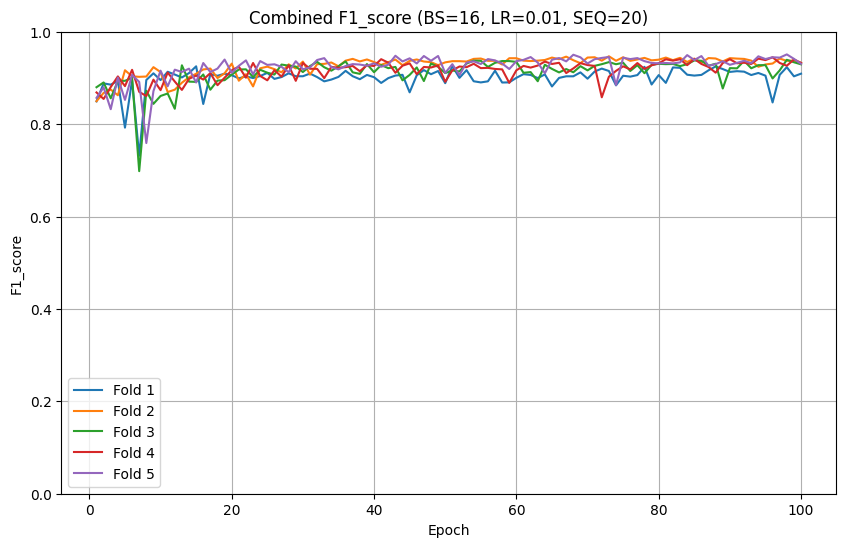 Combined F1_score (BS=16, LR=0.01, SEQ=20)
F1_score
1.0
0.8
0.6
0.4
0.2
0.0
Fold 1
Fold 2
Fold 3
Fold 4
Fold 5
0 20 40 60 80 100
Epoch